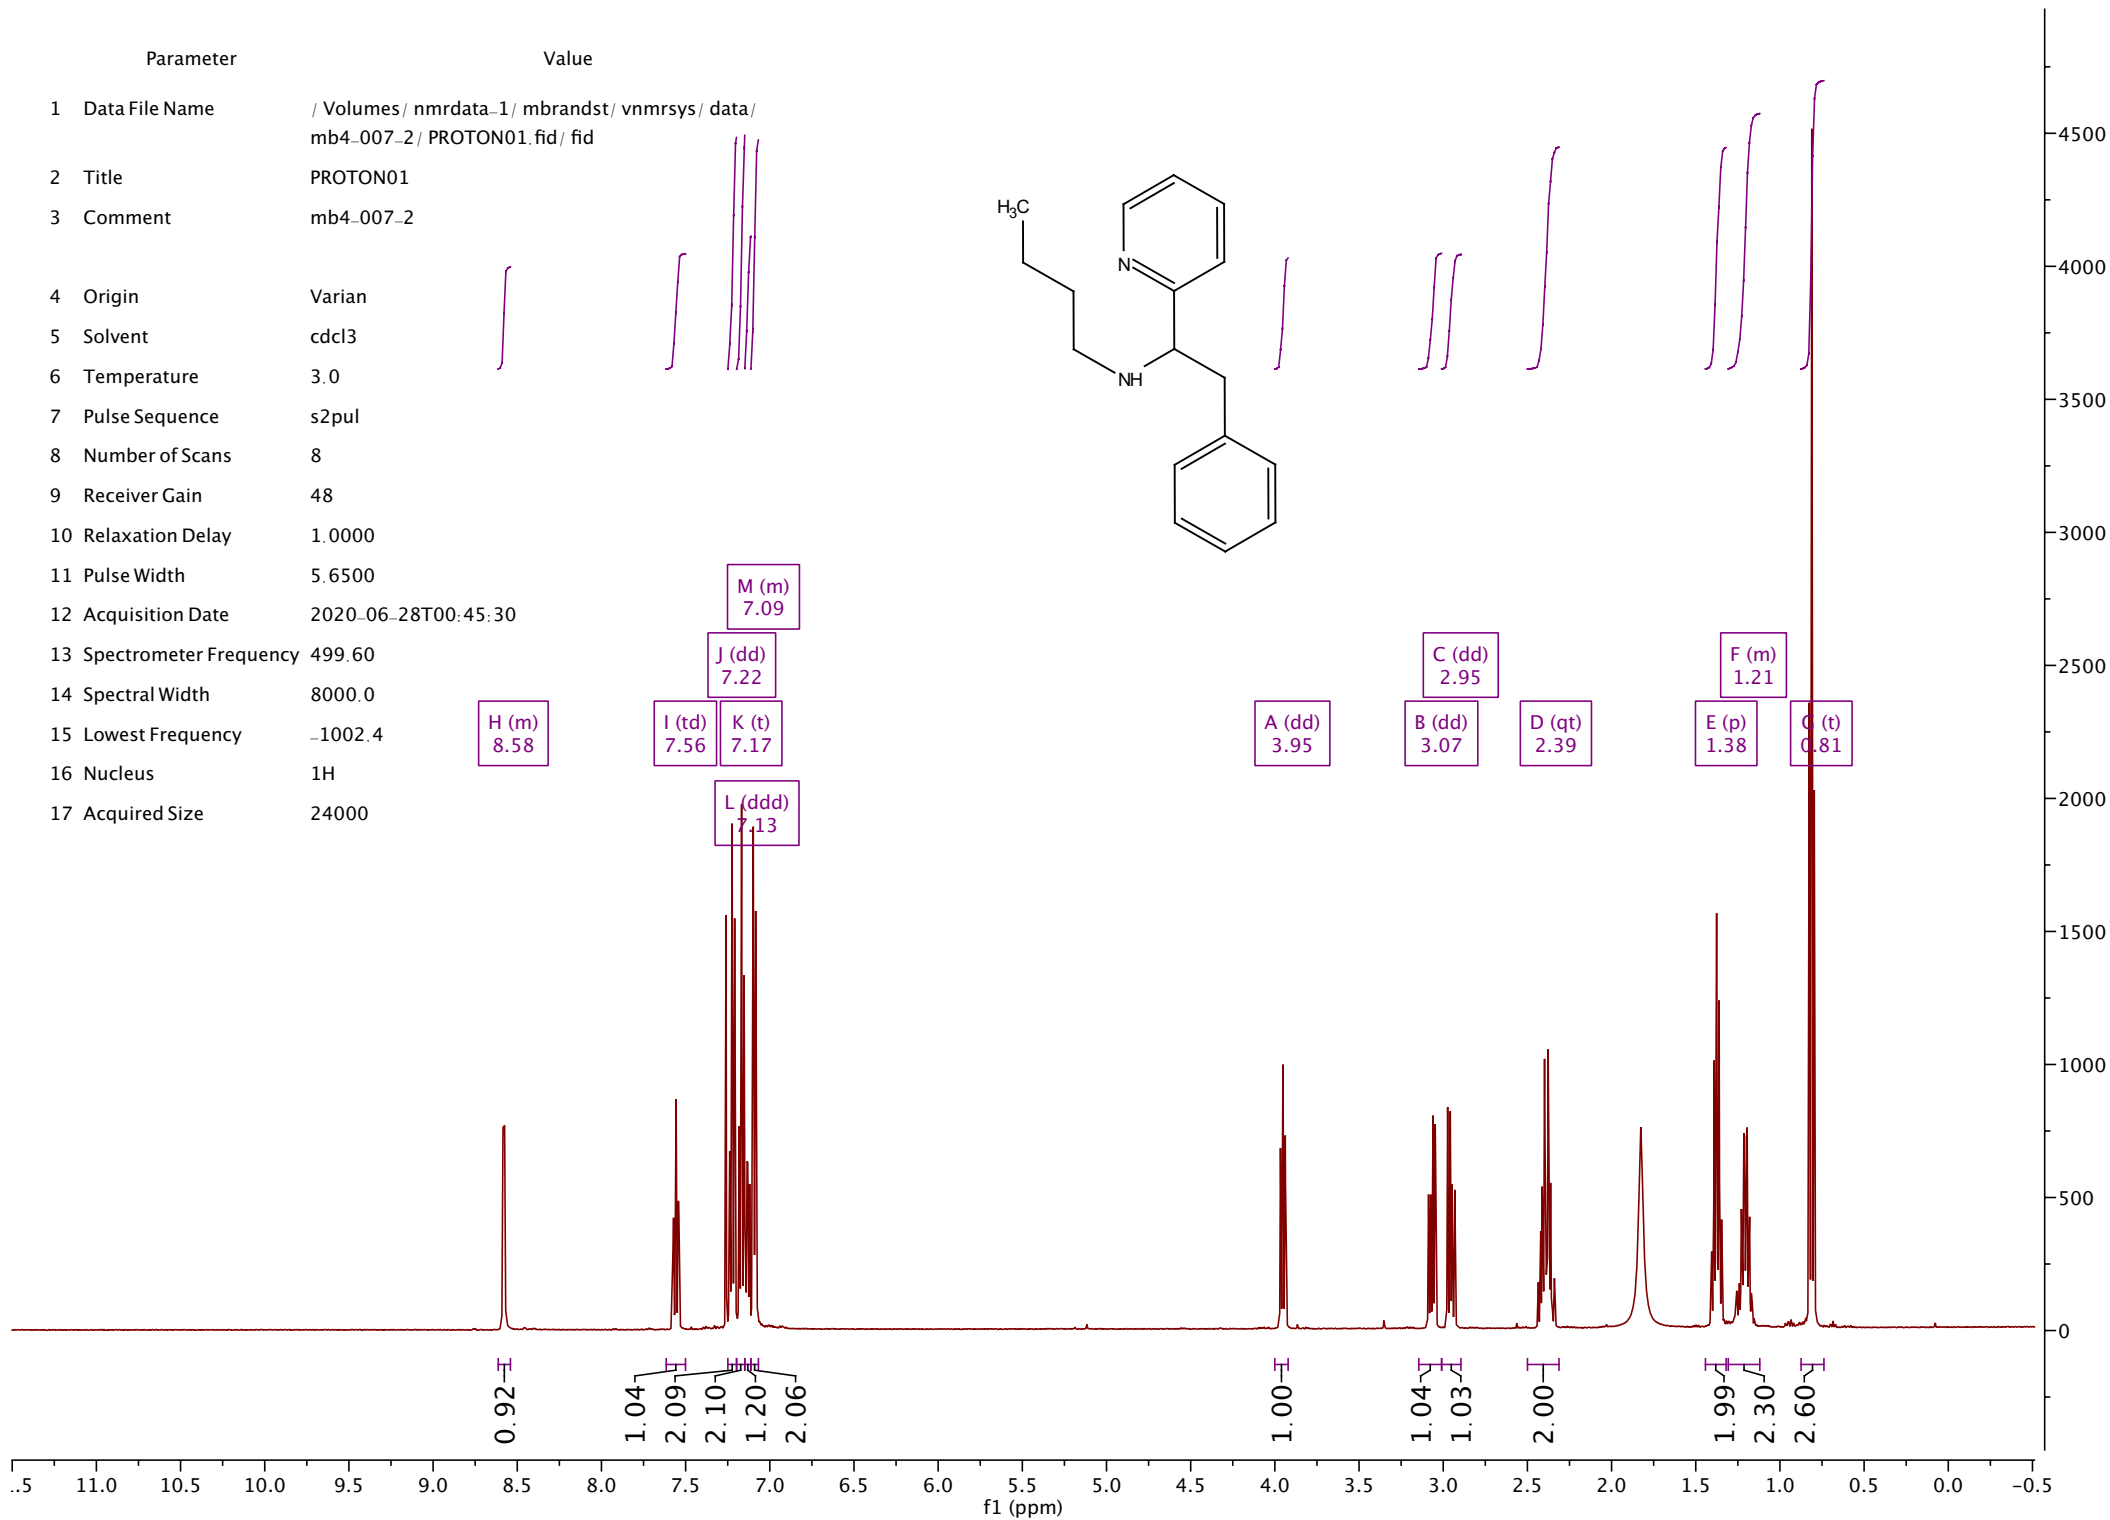 Parameter Value
1 Data File Name / Volumes/ nmrdata_1/ mbrandst/ vnmrsys/ data/
mb4_007_2/ PROTON01.fid/ fid
2 Title PROTON01
3 Comment mb4_007_2
4 Origin Varian
5 Solvent cdcl3
6 Temperature 3.0
7 Pulse Sequence s2pul
8 Number of Scans 8
9 Receiver Gain 48
10 Relaxation Delay 1.0000
11 Pulse Width 5.6500
12 Acquisition Date 2020_06_28T00:45:30
13 Spectrometer Frequency 499.60
14 Spectral Width 8000.0
15 Lowest Frequency _1002.4
16 Nucleus 1H
17 Acquired Size 24000
H3C
N
NH
M (m)
7.09
J (dd)
7.22
C (dd)
2.95
F (m)
1.21
H (m)
8.58
I (td)
7.56
K (t)
7.17
A (dd)
3.95
B (dd)
3.07
D (qt)
2.39
E (p)
1.38
G (t)
0.81
L (ddd)
7.13
4500
4000
3500
3000
2500
2000
1500
1000
500
0
0.92
1.04
2.09
2.10
1.20
2.06
1.00
1.04
1.03
2.00
1.99
2.30
2.60
.5 11.0 10.5 10.0 9.5 9.0 8.5 8.0 7.5 7.0 6.5 6.0 5.5 5.0 4.5 4.0 3.5 3.0 2.5 2.0 1.5 1.0 0.5 0.0 −0.5
f1 (ppm)